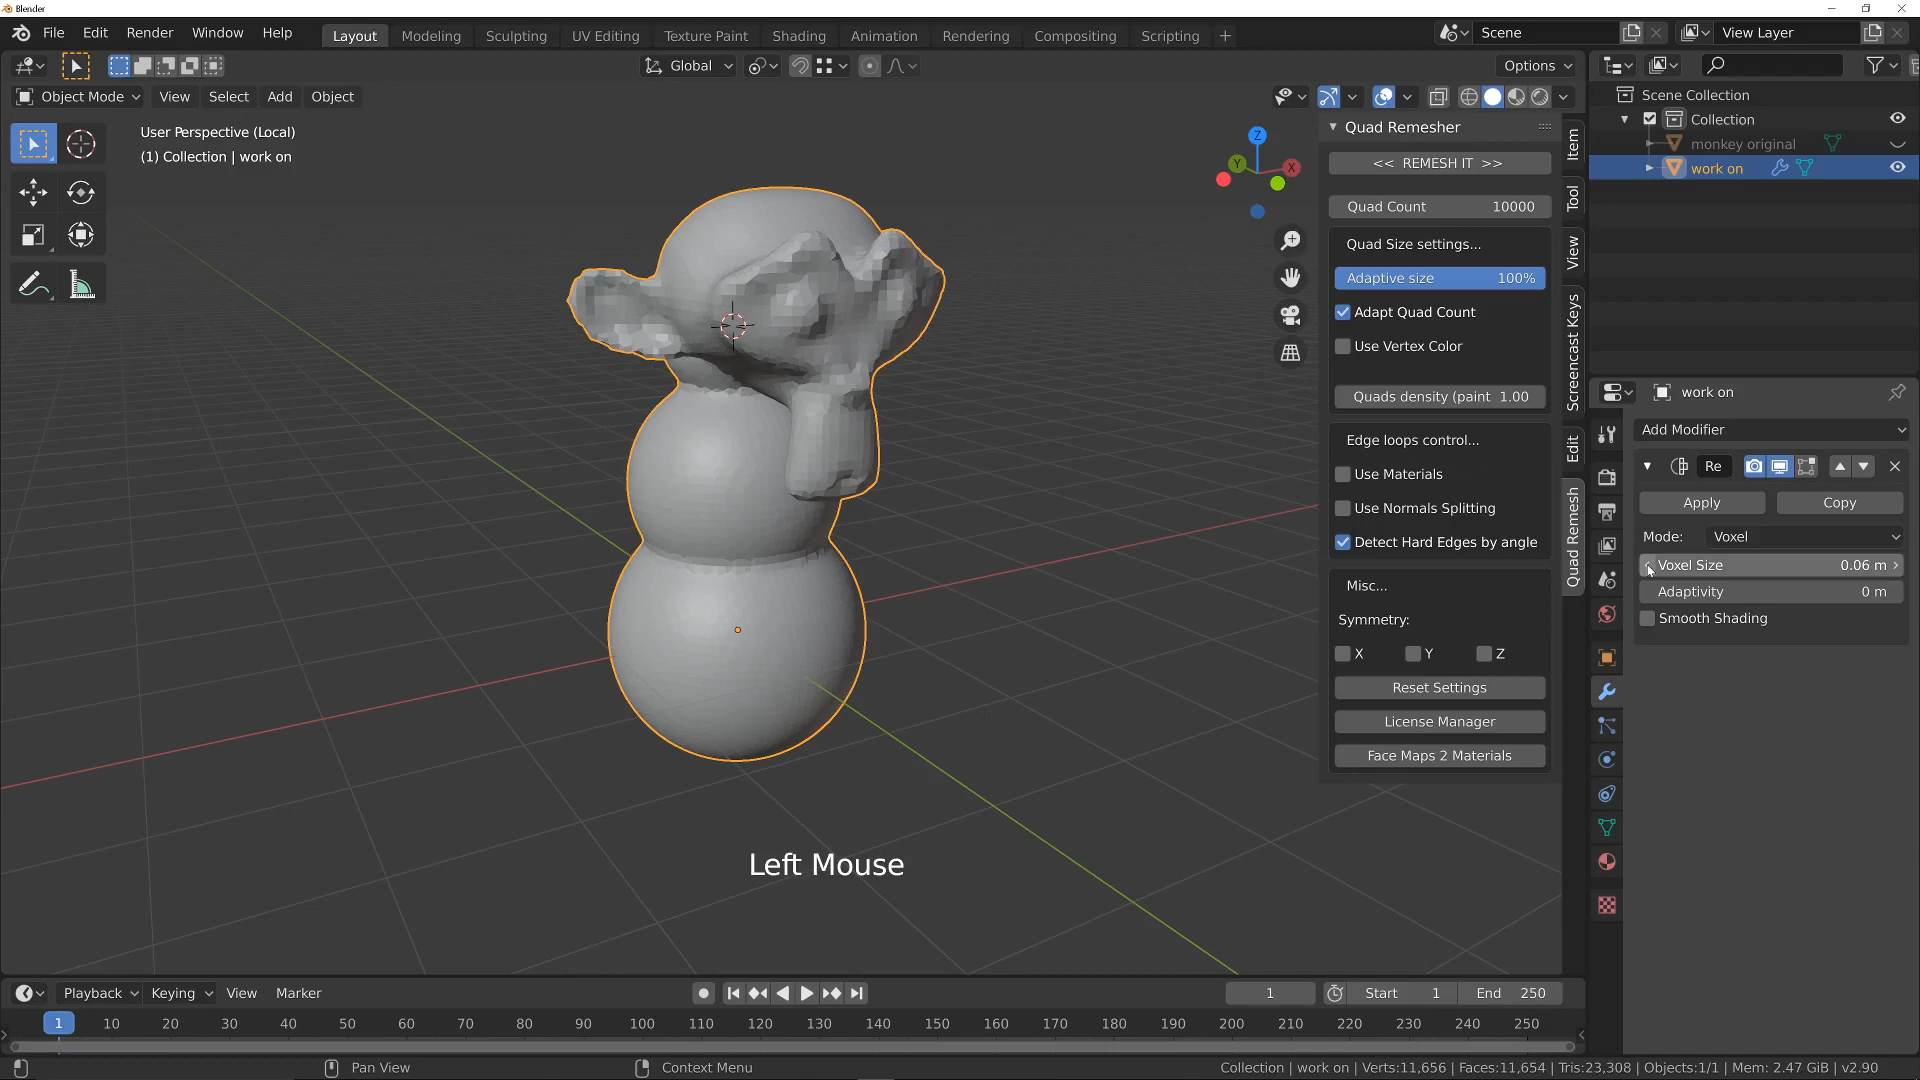 Blender
File Edit Render Window Help Layout Modeling Sculpting UV Editing Texture Paint Shading Animation Rendering Compositing Scripting + Scene View Layer
Global Options
Object Mode View Select Add Object
User Perspective (Local)
(1) Collection | work on
Z
Y
X
Quad Remesher
<< REMESH IT >>
Quad Count 10000
Quad Size settings...
Adaptive size 100%
Adapt Quad Count
Use Vertex Color
Quads density (paint 1.00
Edge loops control...
Use Materials
Use Normals Splitting
Detect Hard Edges by angle
Misc...
Symmetry:
X Y Z
Reset Settings
License Manager
Face Maps 2 Materials
Item
Tool
View
Screencast Keys
Edit
Quad Remesh
Scene Collection
Collection
monkey original
work on
work on
Add Modifier
Re
Apply Copy
Mode: Voxel
Voxel Size 0.06 m
Adaptivity 0 m
Smooth Shading
Left Mouse
Playback Keying View Marker 1 Start 1 End 250
1 10 20 30 40 50 60 70 80 90 100 110 120 130 140 150 160 170 180 190 200 210 220 230 240 250
Pan View Context Menu Collection | work on | Verts:11,656 | Faces:11,654 | Tris:23,308 | Objects:1/1 | Mem: 2.47 GiB | v2.90